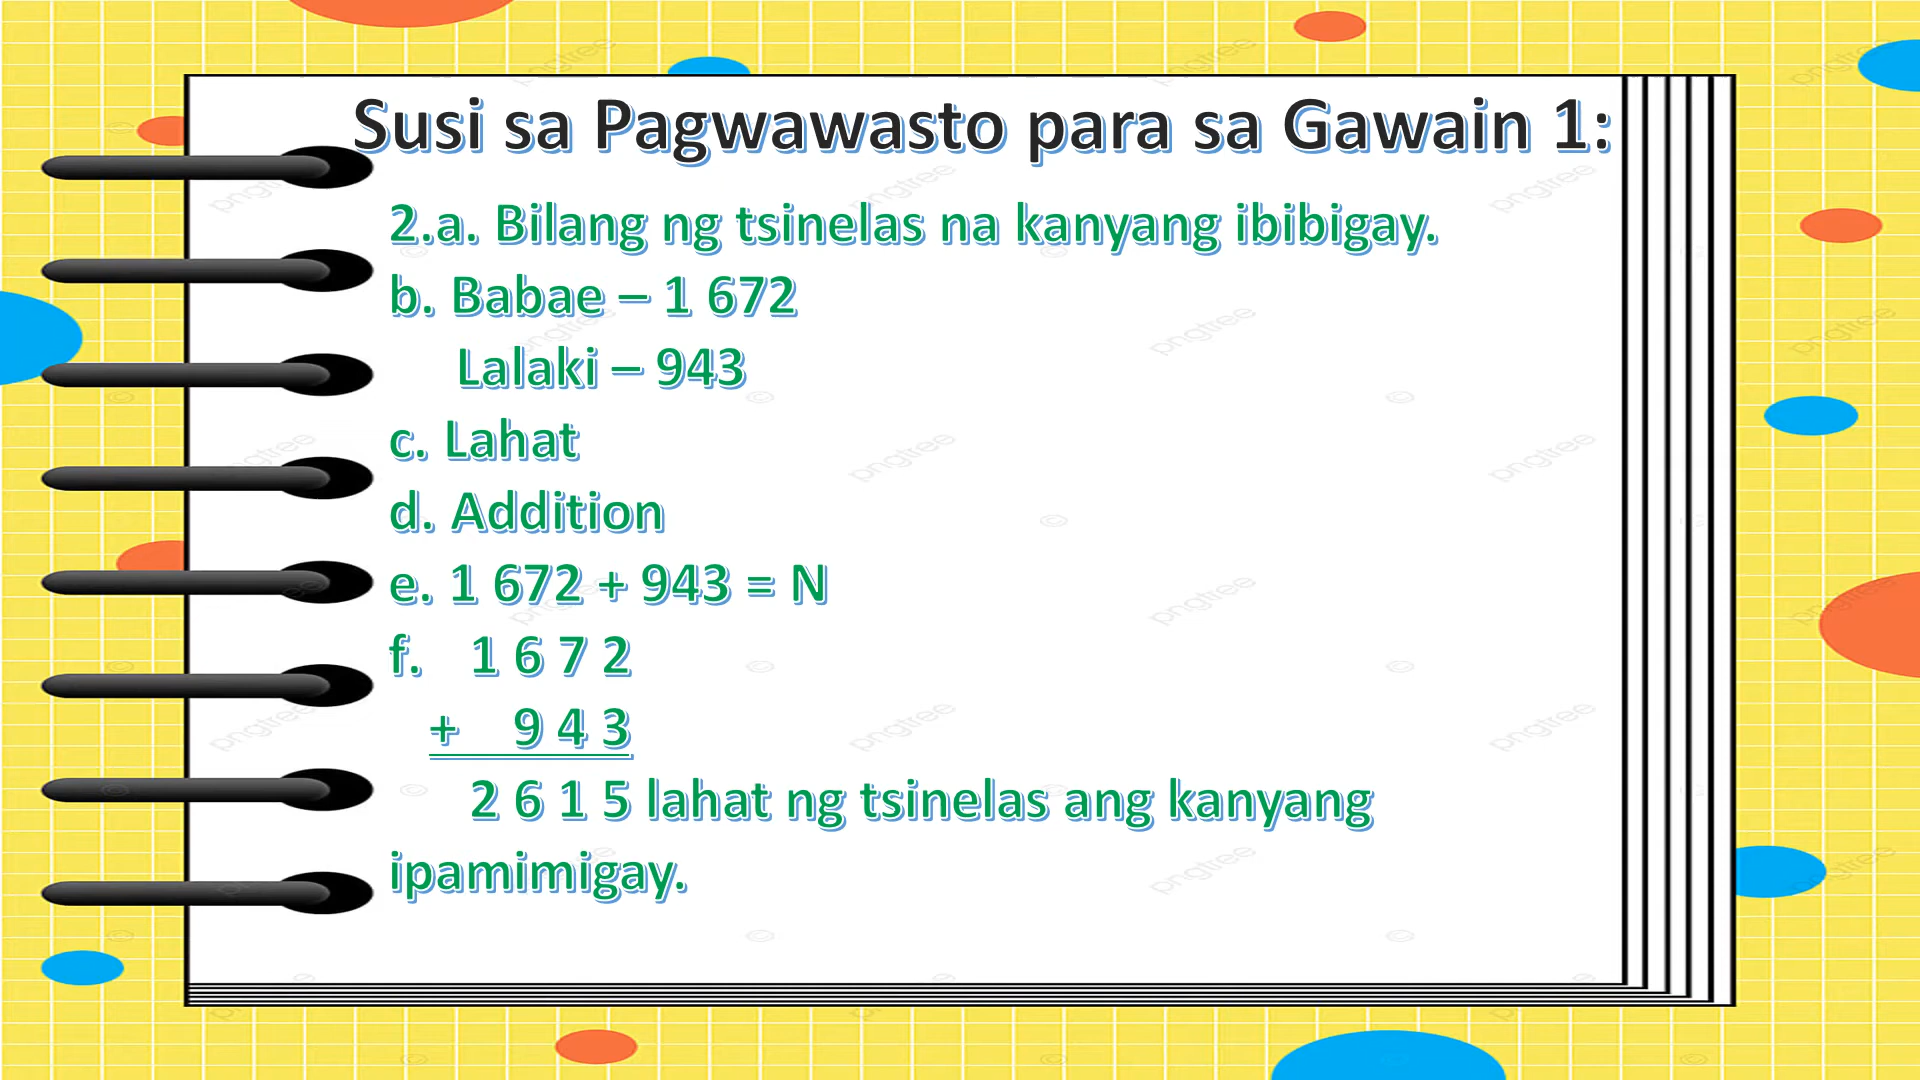 Susi sa Pagwawasto para sa Gawain 1:
2.a. Bilang ng tsinelas na kanyang ibibigay.
b. Babae – 1 672
Lalaki – 943
c. Lahat
d. Addition
e. 1 672 + 943 = N
f. 1 6 7 2
+ 9 4 3
2 6 1 5 lahat ng tsinelas ang kanyang
ipamimigay.